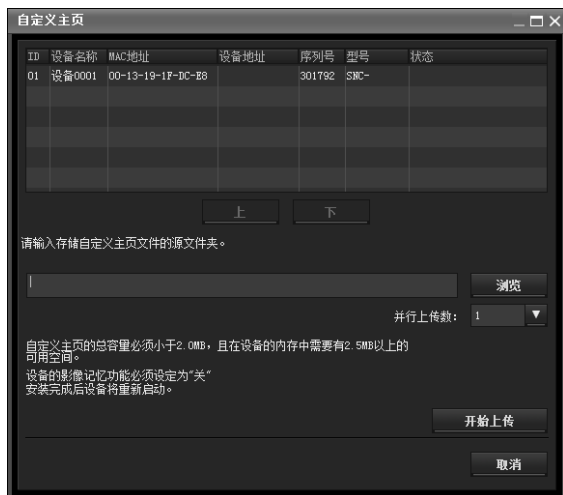 自定义主页
ID 设备名称 MAC地址 设备地址 序列号 型号 状态
01 设备0001 00-13-19-1F-DC-E8 301792 SNC-
上 下
请输入存储自定义主页文件的源文件夹。
浏览
并行上传数: 1
自定义主页的总容量必须小于2.0MB,且在设备的内存中需要有2.5MB以上的
可用空间。
设备的影像记忆功能必须设定为"关"
安装完成后设备将重新启动。
开始上传
取消